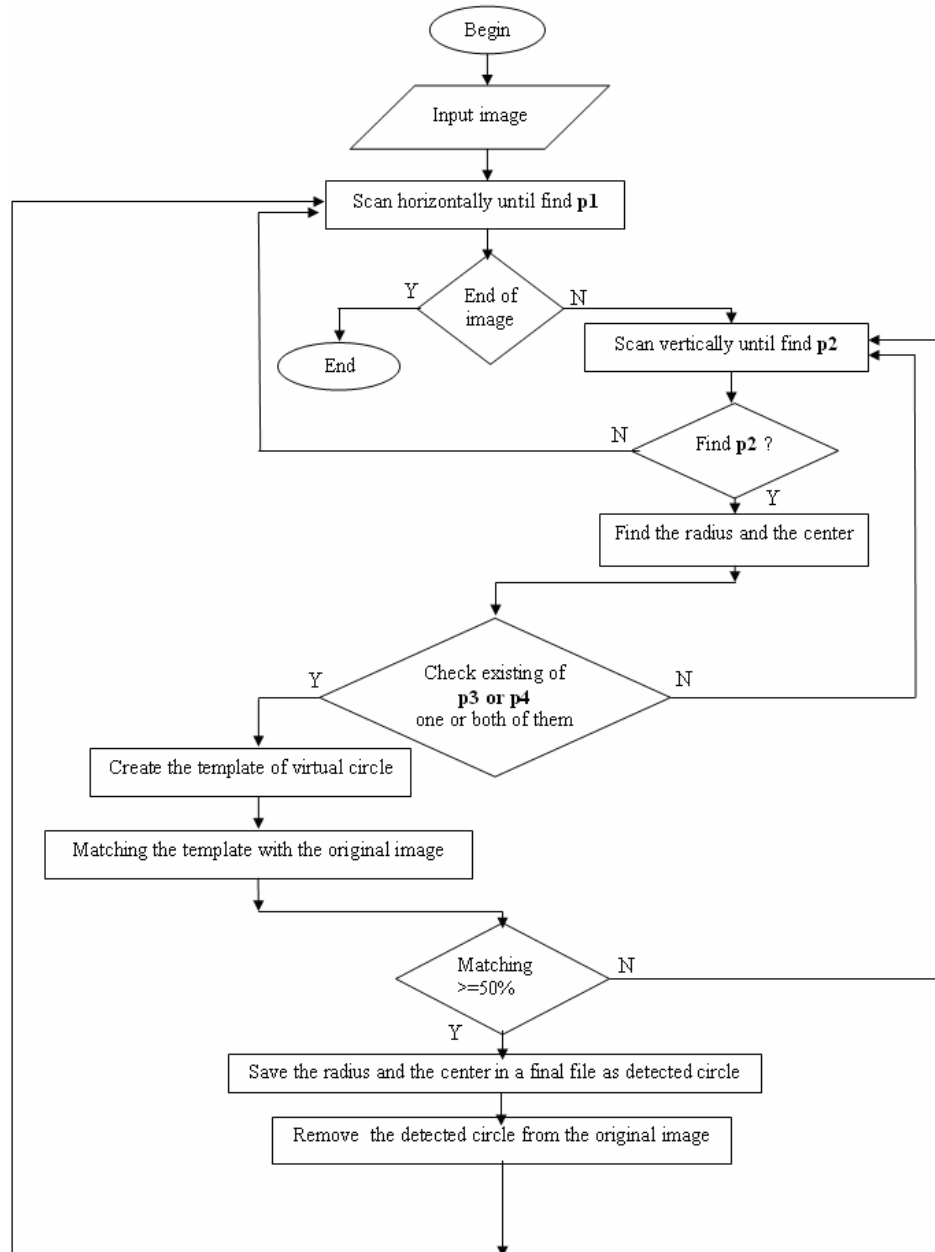 Begin
Input image
Scan horizontally until find p1
Y
End of
image
N
End
Scan vertically until find p2
N
Find p2 ?
Y
Find the radius and the center
Y
Check existing of
p3 or p4
one or both of them
N
Create the template of virtual circle
Matching the template with the original image
Matching
>=50%
N
Y
Save the radius and the center in a final file as detected circle
Remove the detected circle from the original image